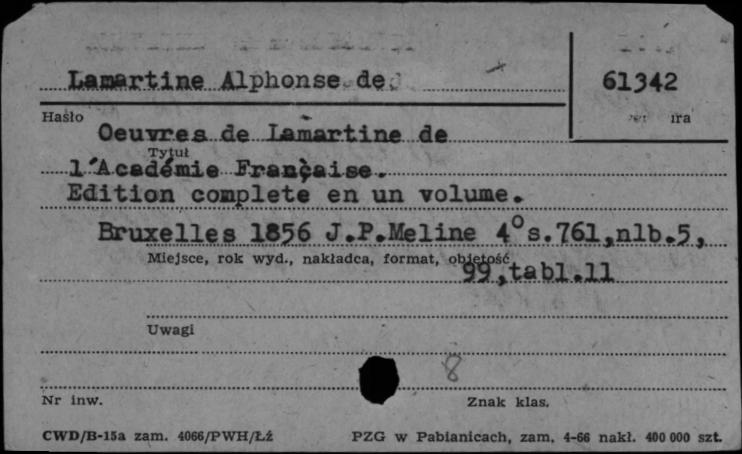 Lamartine Alphonse de
61342
Hasło
Oeuvres de Lamartine de
Tytuł
l'Académie Française.
Edition complete en un volume.
Bruxelles 1856 J.P.Meline 4° s.761,nlb.5,
Miejsce, rok wyd., nakładca, format, objętość
99,tabl.11
Uwagi
8
Nr inw.
Znak klas.
CWD/B-15a zam. 4066/PWH/Łź
PZG w Pabianicach, zam. 4-66 nakł. 400 000 szt.